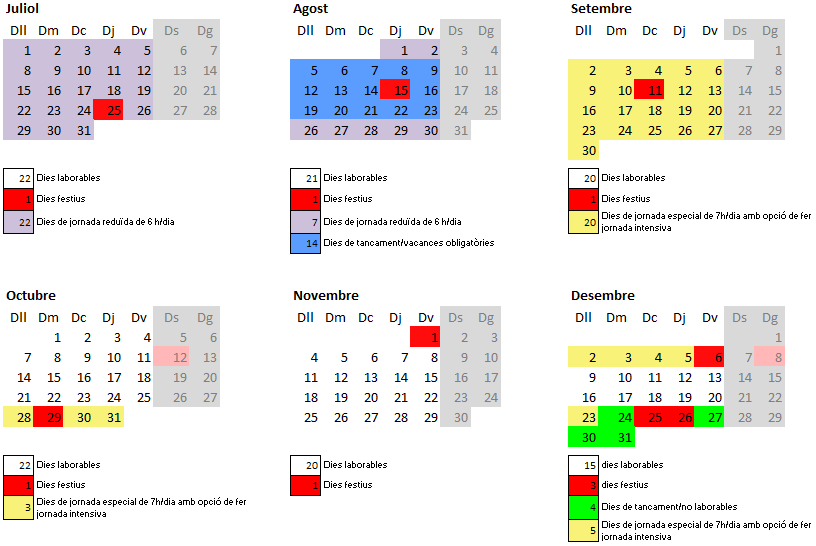 Juliol
Dll Dm Dc Dj Dv Ds Dg
1 2 3 4 5 6 7
8 9 10 11 12 13 14
15 16 17 18 19 20 21
22 23 24 25 26 27 28
29 30 31
22 Dies laborables
1 Dies festius
22 Dies de jornada reduïda de 6 h/dia
Agost
Dll Dm Dc Dj Dv Ds Dg
1 2 3 4
5 6 7 8 9 10 11
12 13 14 15 16 17 18
19 20 21 22 23 24 25
26 27 28 29 30 31
21 Dies laborables
1 Dies festius
7 Dies de jornada reduïda de 6 h/dia
14 Dies de tancament/vacances obligatòries
Setembre
Dll Dm Dc Dj Dv Ds Dg
1
2 3 4 5 6 7 8
9 10 11 12 13 14 15
16 17 18 19 20 21 22
23 24 25 26 27 28 29
30
20 Dies laborables
1 Dies festius
20 Dies de jornada especial de 7h/dia amb opció de fer
jornada intensiva
Octubre
Dll Dm Dc Dj Dv Ds Dg
1 2 3 4 5 6
7 8 9 10 11 12 13
14 15 16 17 18 19 20
21 22 23 24 25 26 27
28 29 30 31
22 Dies laborables
1 Dies festius
3 Dies de jornada especial de 7h/dia amb opció de fer
jornada intensiva
Novembre
Dll Dm Dc Dj Dv Ds Dg
1 2 3
4 5 6 7 8 9 10
11 12 13 14 15 16 17
18 19 20 21 22 23 24
25 26 27 28 29 30
20 Dies laborables
1 Dies festius
Desembre
Dll Dm Dc Dj Dv Ds Dg
1
2 3 4 5 6 7 8
9 10 11 12 13 14 15
16 17 18 19 20 21 22
23 24 25 26 27 28 29
30 31
15 dies laborables
3 dies festius
4 Dies de tancament/no laborables
5 Dies de jornada especial de 7h/dia amb opció de fer
jornada intensiva